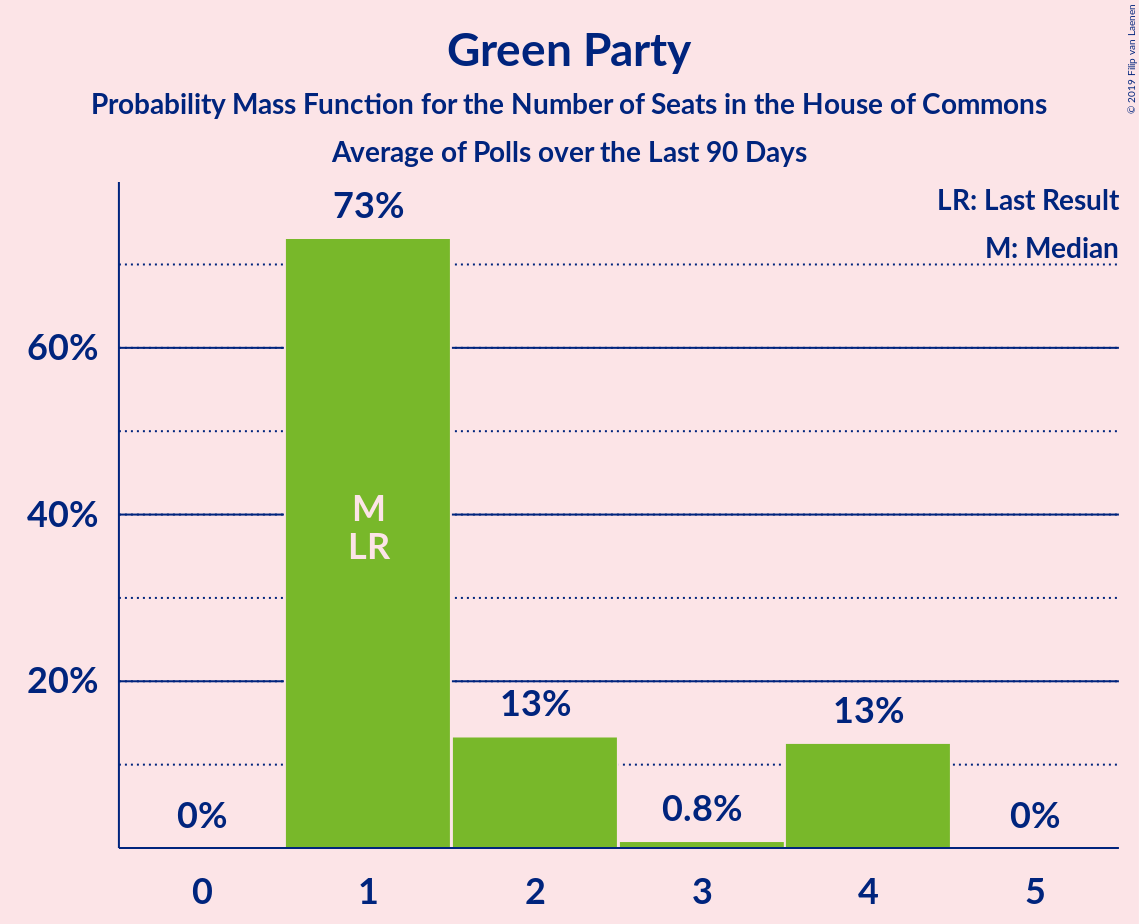 Green Party
Probability Mass Function for the Number of Seats in the House of Commons
Average of Polls over the Last 90 Days
© 2019 Filip van Laenen
LR: Last Result
M: Median
73%
60%
40%
20%
M
LR
0%
13%
0.8%
13%
0%
0 1 2 3 4 5